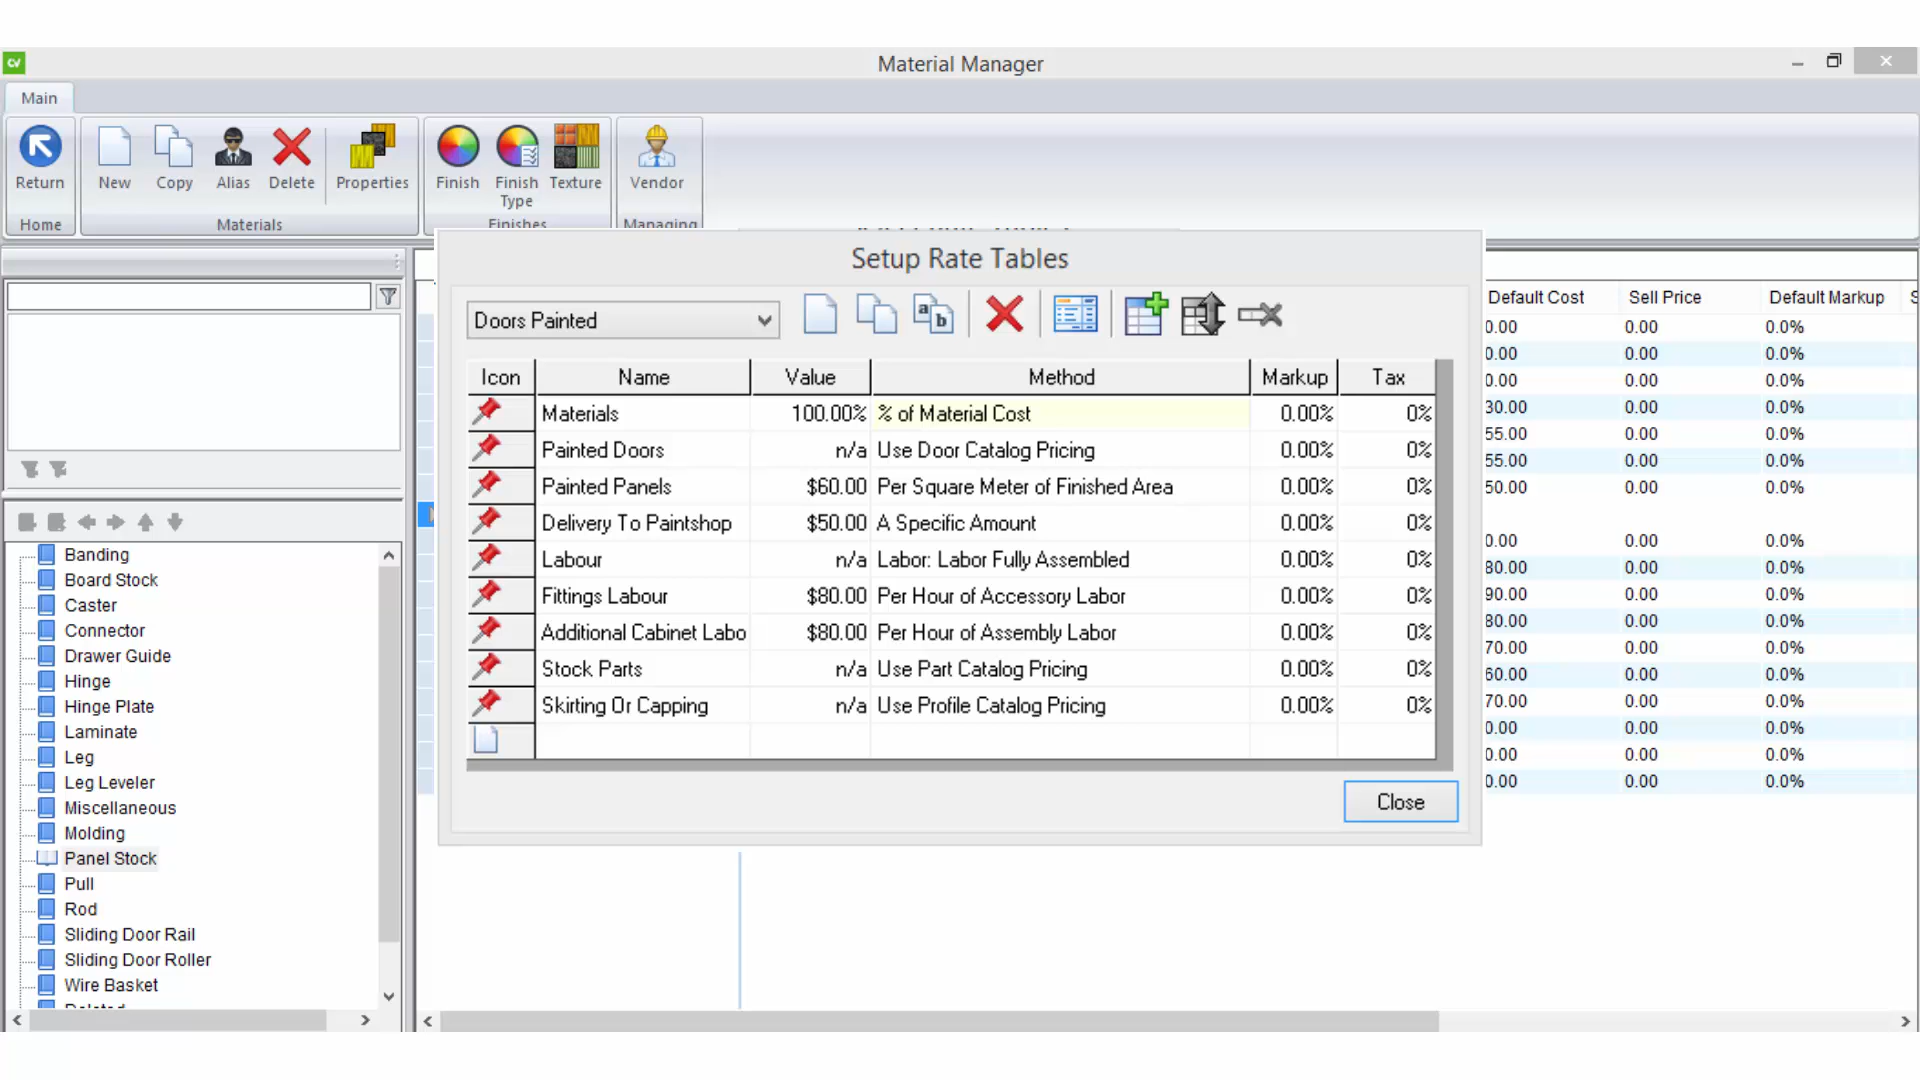 cv
Material Manager
Main
Return
New
Copy
Alias
Delete
Properties
Finish
Finish
Type
Texture
Vendor
Home
Materials
Finishes
Managing
Setup Rate Tables
Doors Painted
a b
Icon Name Value Method Markup Tax
Materials 100.00% % of Material Cost 0.00% 0%
Painted Doors n/a Use Door Catalog Pricing 0.00% 0%
Painted Panels $60.00 Per Square Meter of Finished Area 0.00% 0%
Delivery To Paintshop $50.00 A Specific Amount 0.00% 0%
Labour n/a Labor: Labor Fully Assembled 0.00% 0%
Fittings Labour $80.00 Per Hour of Accessory Labor 0.00% 0%
Additional Cabinet Labo $80.00 Per Hour of Assembly Labor 0.00% 0%
Stock Parts n/a Use Part Catalog Pricing 0.00% 0%
Skirting Or Capping n/a Use Profile Catalog Pricing 0.00% 0%
Close
Banding
Board Stock
Caster
Connector
Drawer Guide
Hinge
Hinge Plate
Laminate
Leg
Leg Leveler
Miscellaneous
Molding
Panel Stock
Pull
Rod
Sliding Door Rail
Sliding Door Roller
Wire Basket
Default Cost Sell Price Default Markup S
0.00 0.00 0.0%
0.00 0.00 0.0%
0.00 0.00 0.0%
30.00 0.00 0.0%
55.00 0.00 0.0%
55.00 0.00 0.0%
50.00 0.00 0.0%
0.00 0.00 0.0%
80.00 0.00 0.0%
90.00 0.00 0.0%
80.00 0.00 0.0%
70.00 0.00 0.0%
60.00 0.00 0.0%
70.00 0.00 0.0%
0.00 0.00 0.0%
0.00 0.00 0.0%
0.00 0.00 0.0%